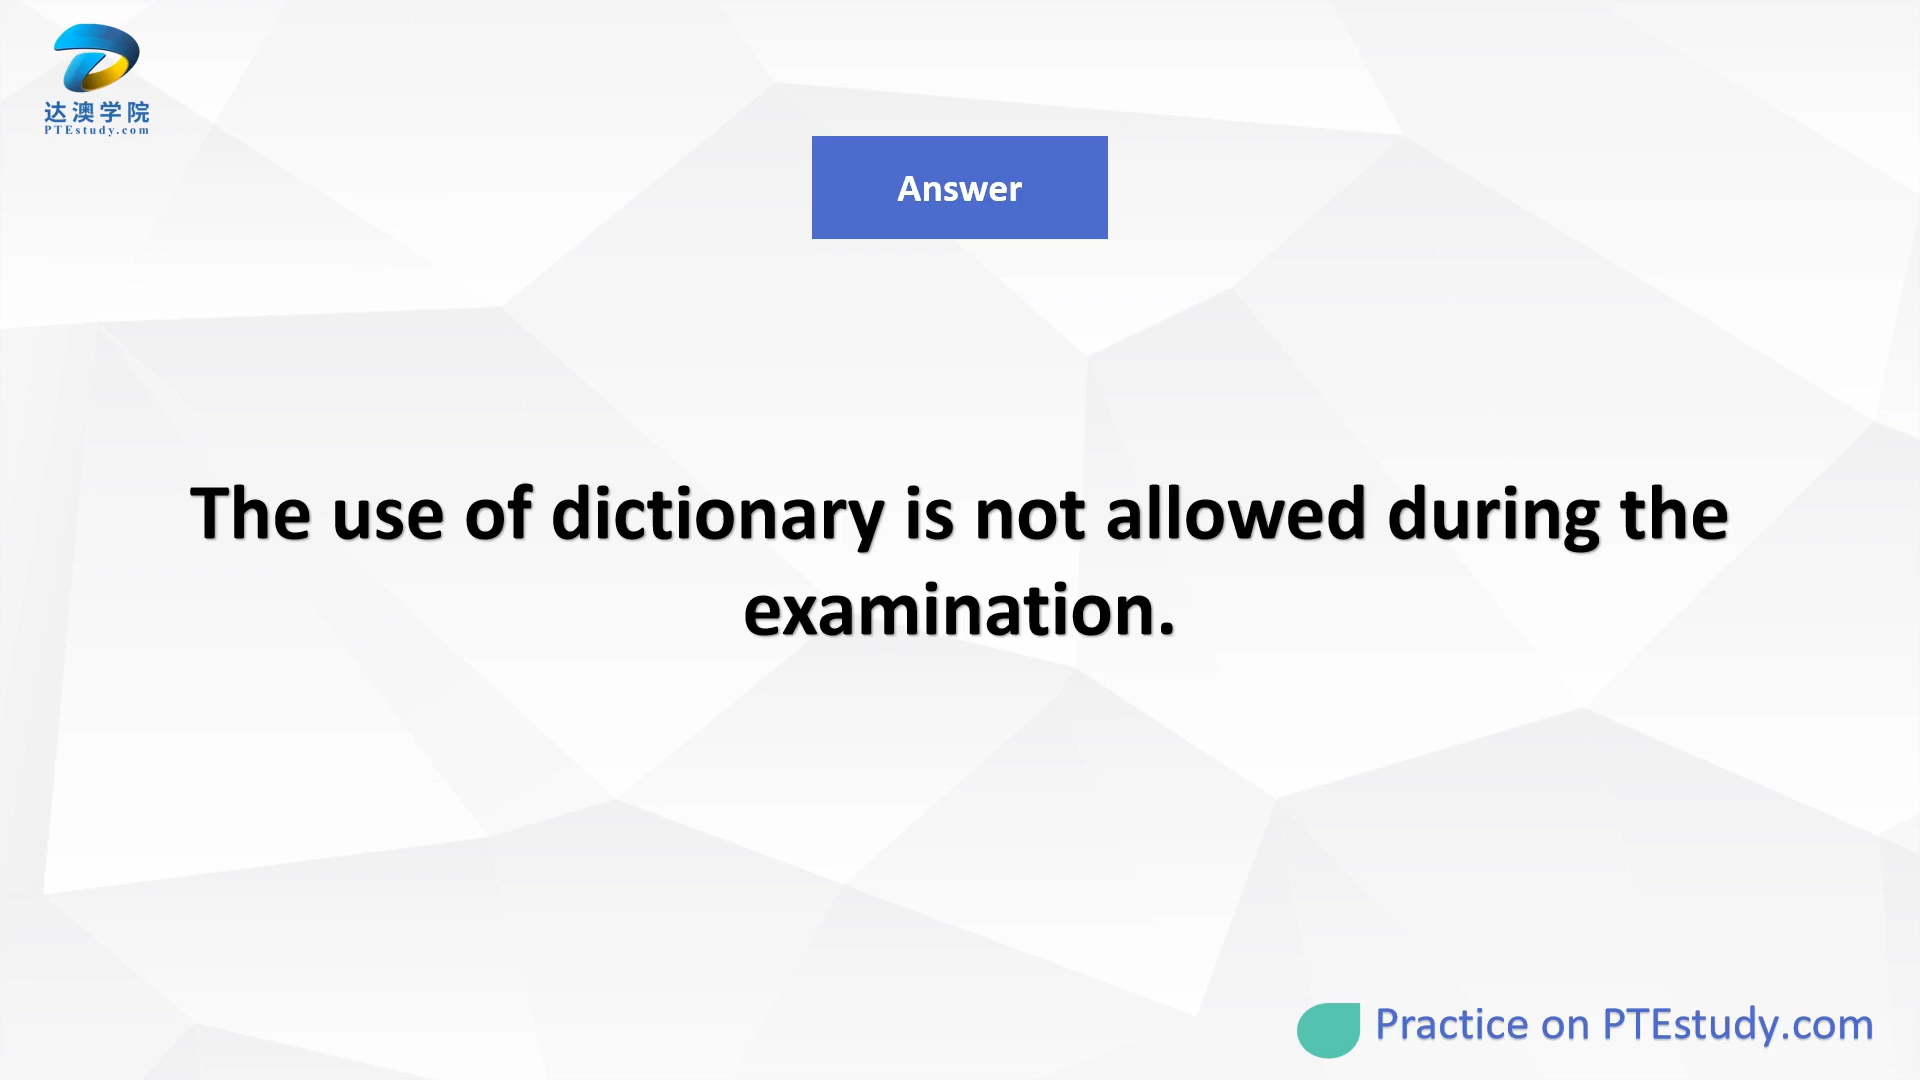 达澳学院
PTEstudy.com
Answer
The use of dictionary is not allowed during the
examination.
Practice on PTEstudy.com